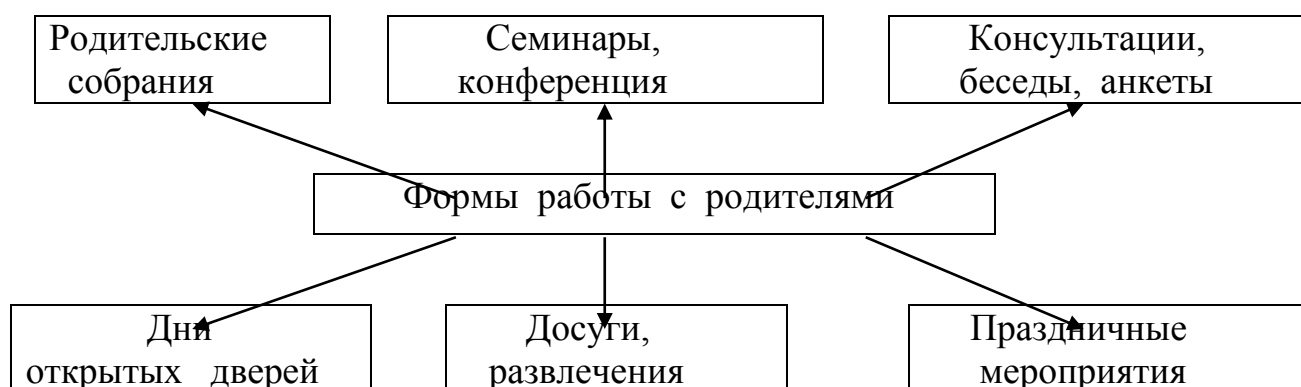 Родительские
собрания
Семинары,
конференция
Консультации,
беседы, анкеты
Формы работы с родителями
Дни
открытых дверей
Досуги,
развлечения
Праздничные
мероприятия